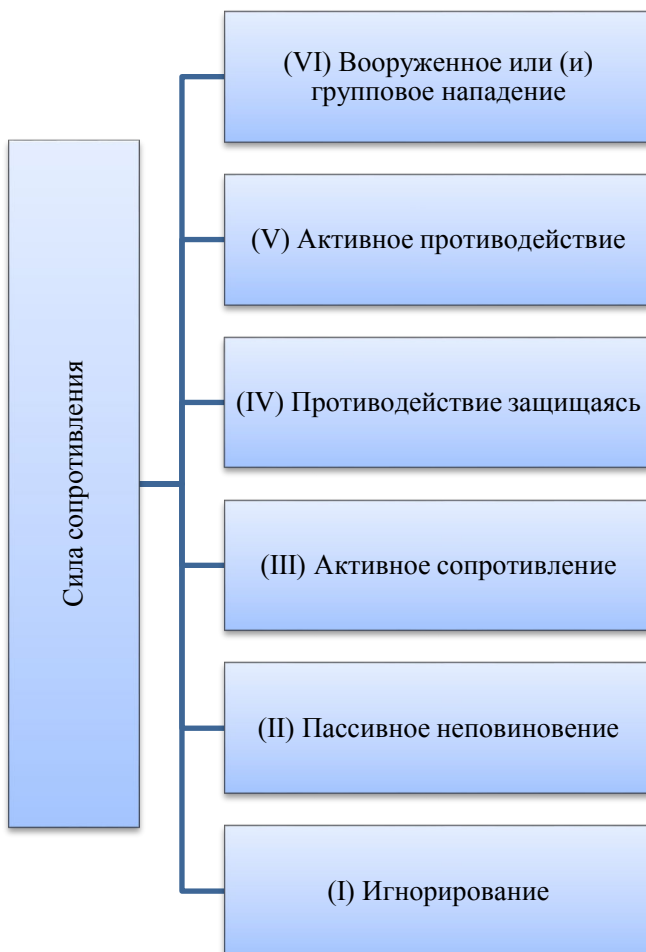 Сила сопротивления
(VI) Вооруженное или (и)
групповое нападение
(V) Активное противодействие
(IV) Противодействие защищаясь
(III) Активное сопротивление
(II) Пассивное неповиновение
(I) Игнорирование